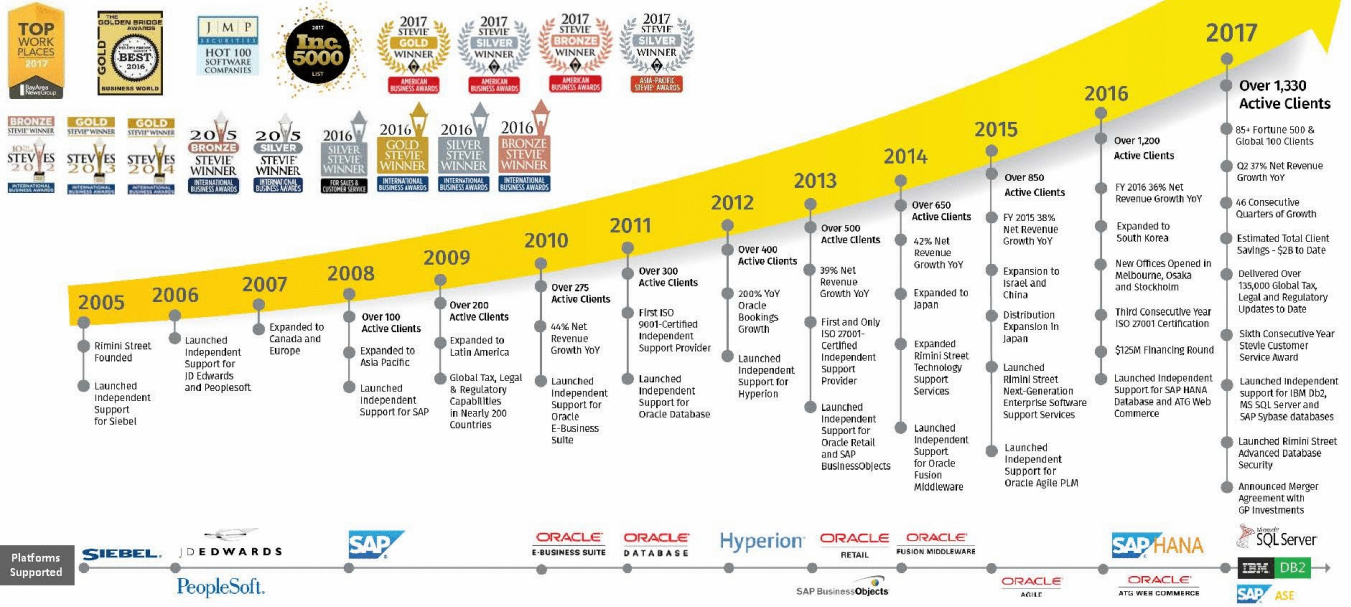 TOP
WORK
PLACES
2017
BayArea
NewsGroup
THE
GOLDEN BRIDGE
AWARDS
GOLD
GOLDEN BRIDGE
BEST
2016
BUSINESS WORLD
JMP
SECURITIES
HOT 100
SOFTWARE
COMPANIES
2017
Inc.
5000
LIST
2017
STEVIE®
GOLD
WINNER
AMERICAN
BUSINESS AWARDS
2017
STEVIE®
SILVER
WINNER
AMERICAN
BUSINESS AWARDS
2017
STEVIE®
BRONZE
WINNER
AMERICAN
BUSINESS AWARDS
2017
STEVIE®
SILVER
WINNER
ASIA-PACIFIC
STEVIE® AWARDS
BRONZE
STEVIE® WINNER
STEVIES
2012
INTERNATIONAL
BUSINESS AWARDS
GOLD
STEVIE® WINNER
STEVIES
2013
INTERNATIONAL
BUSINESS AWARDS
GOLD
STEVIE® WINNER
STEVIES
2014
INTERNATIONAL
BUSINESS AWARDS
2015
BRONZE
STEVIE®
WINNER
INTERNATIONAL
BUSINESS AWARDS
2015
SILVER
STEVIE®
WINNER
INTERNATIONAL
BUSINESS AWARDS
2016
SILVER
STEVIE®
WINNER
FOR SALES &
CUSTOMER SERVICE
2016
GOLD
STEVIE®
WINNER
INTERNATIONAL
BUSINESS AWARDS
2016
SILVER
STEVIE®
WINNER
INTERNATIONAL
BUSINESS AWARDS
2016
BRONZE
STEVIE®
WINNER
INTERNATIONAL
BUSINESS AWARDS
2005
Rimini Street
Founded
Launched
Independent
Support
for Siebel
2006
Launched
Independent
Support for
JD Edwards
and Peoplesoft
2007
Expanded to
Canada and
Europe
2008
Over 100
Active Clients
Expanded to
Asia Pacific
Launched
Independent
Support for SAP
2009
Over 200
Active Clients
Expanded to
Latin America
Global Tax, Legal
& Regulatory
Capabilities
in Nearly 200
Countries
2010
Over 275
Active Clients
44% Net
Revenue
Growth YoY
Launched
Independent
Support for
Oracle
E-Business
Suite
2011
Over 300
Active Clients
First ISO
9001-Certified
Independent
Support Provider
Launched
Independent
Support for
Oracle Database
2012
Over 400
Active Clients
200% YoY
Oracle
Bookings
Growth
Launched
Independent
Support for
Hyperion
2013
Over 500
Active Clients
39% Net
Revenue
Growth YoY
First and Only
ISO 27001-
Certified
Independent
Support
Provider
Launched
Independent
Support for
Oracle Retail
and SAP
BusinessObjects
2014
Over 650
Active Clients
42% Net
Revenue
Growth YoY
Expanded to
Japan
Expanded
Rimini Street
Technology
Support
Services
Launched
Independent
Support
for Oracle
Fusion
Middleware
2015
Over 850
Active Clients
FY 2015 38%
Net Revenue
Growth YoY
Expansion to
Israel and
China
Distribution
Expansion in
Japan
Launched
Rimini Street
Next-Generation
Enterprise Software
Support Services
Launched
Independent
Support for
Oracle Agile PLM
2016
Over 1,200
Active Clients
FY 2016 36% Net
Revenue Growth YoY
Expanded to
South Korea
New Offices Opened in
Melbourne, Osaka
and Stockholm
Third Consecutive Year
ISO 27001 Certification
$125M Financing Round
Launched Independent
Support for SAP HANA
Database and ATG Web
Commerce
2017
Over 1,330
Active Clients
85+ Fortune 500 &
Global 100 Clients
Q2 37% Net Revenue
Growth YoY
46 Consecutive
Quarters of Growth
Estimated Total Client
Savings - $2B to Date
Delivered Over
135,000 Global Tax,
Legal and Regulatory
Updates to Date
Sixth Consecutive Year
Stevie Customer
Service Award
Launched Independent
support for IBM Db2,
MS SQL Server and
SAP Sybase databases
Launched Rimini Street
Advanced Database
Security
Announced Merger
Agreement with
GP Investments
Platforms
Supported
SIEBEL.
JDEDWARDS
PeopleSoft.
SAP
ORACLE
E-BUSINESS SUITE
ORACLE
DATABASE
Hyperion
ORACLE
RETAIL
SAP BusinessObjects
ORACLE
FUSION MIDDLEWARE
ORACLE
AGILE
SAP HANA
ORACLE
ATG WEB COMMERCE
Microsoft
SQL Server
IBM DB2
SAP ASE